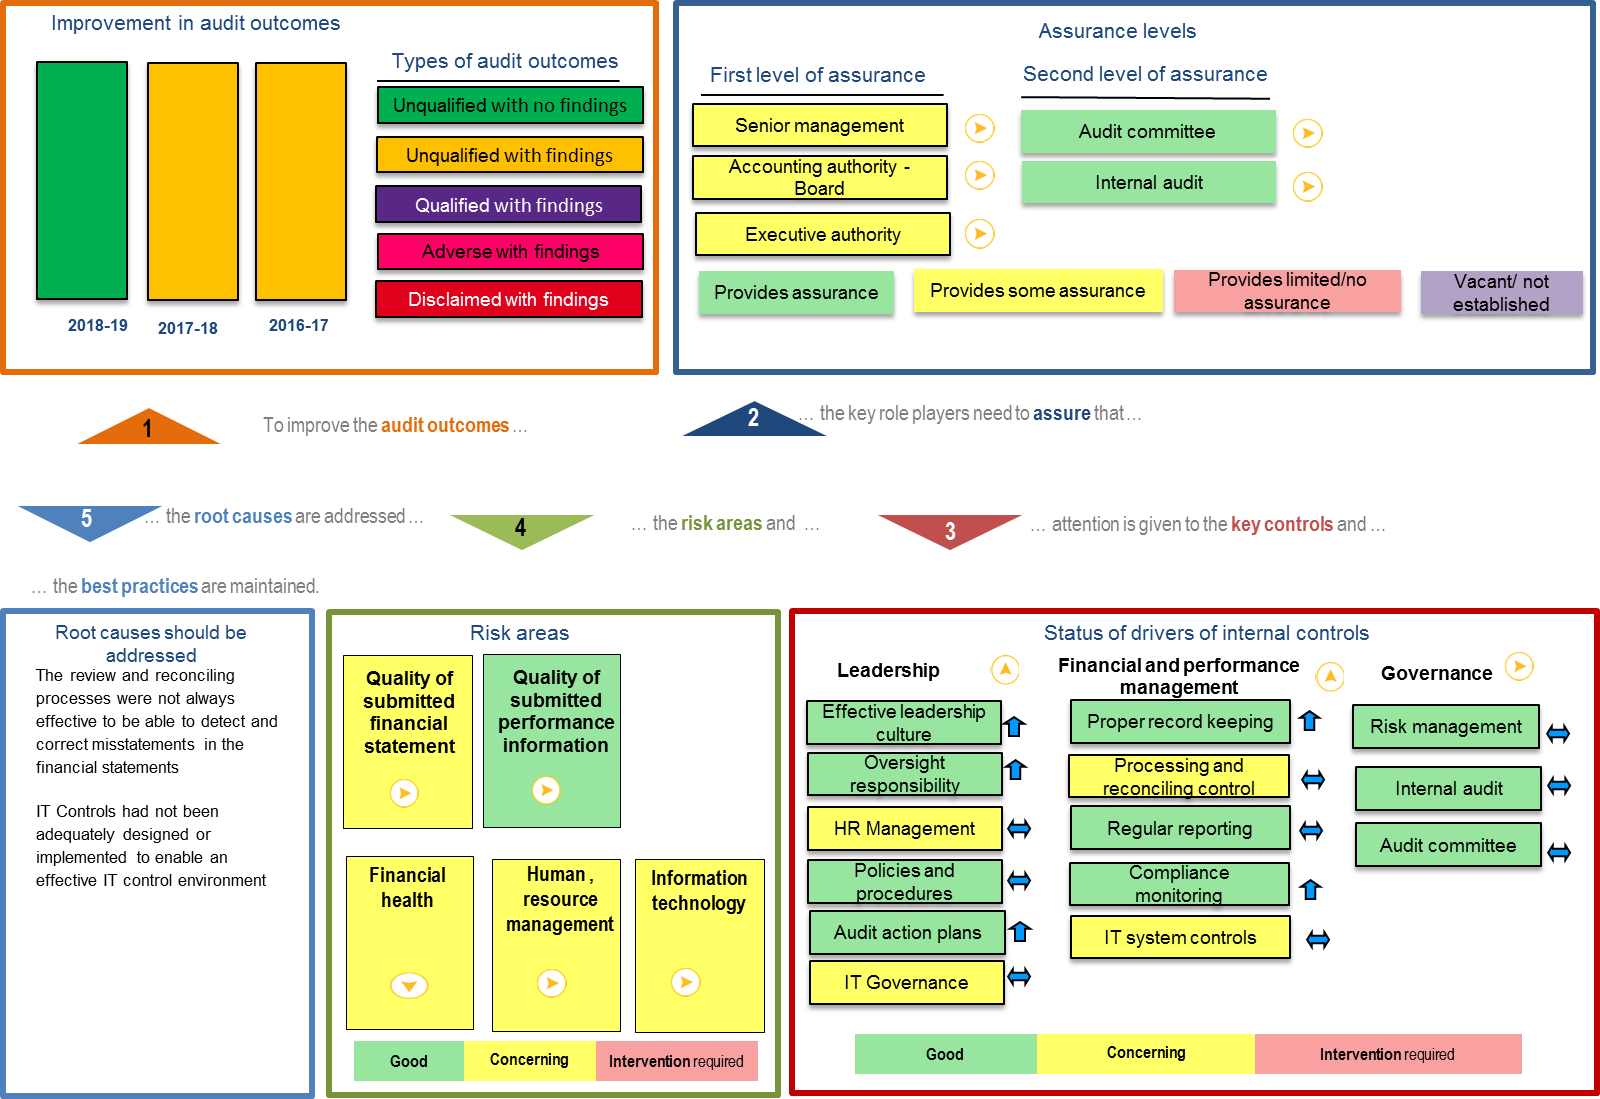 Improvement in audit outcomes
Types of audit outcomes
Unqualified with no findings
Unqualified with findings
Qualified with findings
Adverse with findings
Disclaimed with findings
2018-19
2017-18
2016-17
Assurance levels
First level of assurance
Second level of assurance
Senior management
Accounting authority -
Board
Executive authority
Audit committee
Internal audit
Provides assurance
Provides some assurance
Provides limited/no
assurance
Vacant/ not
established
1
To improve the audit outcomes …
2
… the key role players need to assure that …
5
… the root causes are addressed …
4
… the risk areas and …
3
… attention is given to the key controls and …
… the best practices are maintained.
Root causes should be
addressed
The review and reconciling
processes were not always
effective to be able to detect and
correct misstatements in the
financial statements
IT Controls had not been
adequately designed or
implemented to enable an
effective IT control environment
Risk areas
Quality of
submitted
financial
statement
Quality of
submitted
performance
information
Financial
health
Human ,
resource
management
Information
technology
Good
Concerning
Intervention required
Status of drivers of internal controls
Leadership
Effective leadership
culture
Oversight
responsibility
HR Management
Policies and
procedures
Audit action plans
IT Governance
Financial and performance
management
Proper record keeping
Processing and
reconciling control
Regular reporting
Compliance
monitoring
IT system controls
Governance
Risk management
Internal audit
Audit committee
Good
Concerning
Intervention required